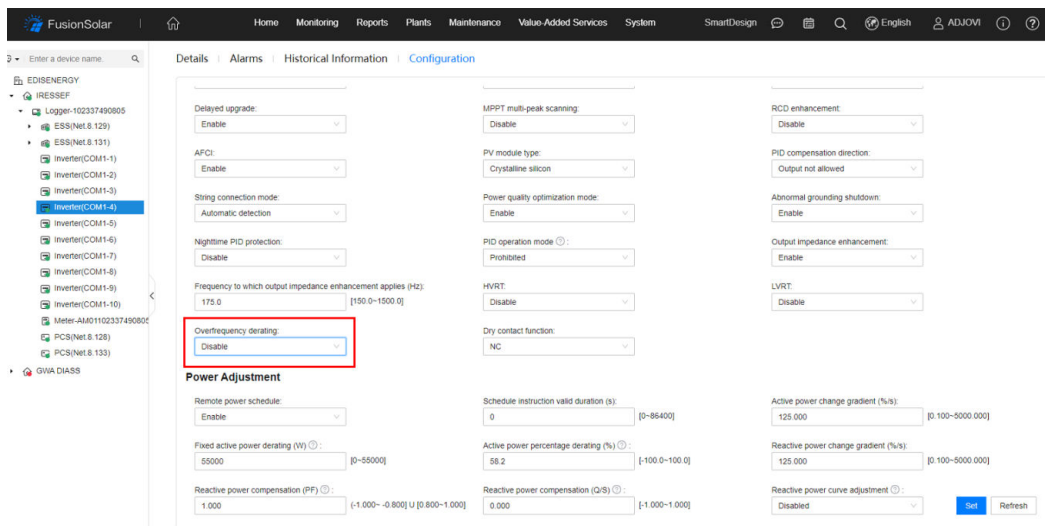 FusionSolar
Home Monitoring Reports Plants Maintenance Value-Added Services System SmartDesign English ADJOVI
Enter a device name.
EDISENERGY
IRESSEF
Logger-102337490805
ESS(Net.8.129)
ESS(Net.8.131)
Inverter(COM1-1)
Inverter(COM1-2)
Inverter(COM1-3)
Inverter(COM1-4)
Inverter(COM1-5)
Inverter(COM1-6)
Inverter(COM1-7)
Inverter(COM1-8)
Inverter(COM1-9)
Inverter(COM1-10)
Meter-AM01102337490805
PCS(Net.8.128)
PCS(Net.8.133)
GWA DIASS
Details Alarms Historical Information Configuration
Delayed upgrade: MPPT multi-peak scanning: RCD enhancement:
Enable Disable Disable
AFCI: PV module type: PID compensation direction:
Enable Crystalline silicon Output not allowed
String connection mode: Power quality optimization mode: Abnormal grounding shutdown:
Automatic detection Enable Enable
Nighttime PID protection: PID operation mode ? : Output impedance enhancement:
Disable Prohibited Enable
Frequency to which output impedance enhancement applies (Hz): HVRT: LVRT:
175.0 [150.0~1500.0] Disable Disable
Overfrequency derating: Dry contact function:
Disable NC
Power Adjustment
Remote power schedule: Schedule instruction valid duration (s): Active power change gradient (%/s):
Enable 0 [0~86400] 125.000 [0.100~5000.000]
Fixed active power derating (W) ? : Active power percentage derating (%) ? : Reactive power change gradient (%/s):
55000 [0~55000] 58.2 [-100.0~100.0] 125.000 [0.100~5000.000]
Reactive power compensation (PF) ? : Reactive power compensation (Q/S) ? : Reactive power curve adjustment ? :
1.000 (-1.000~ -0.800] U [0.800~1.000] 0.000 [-1.000~1.000] Disabled Set Refresh